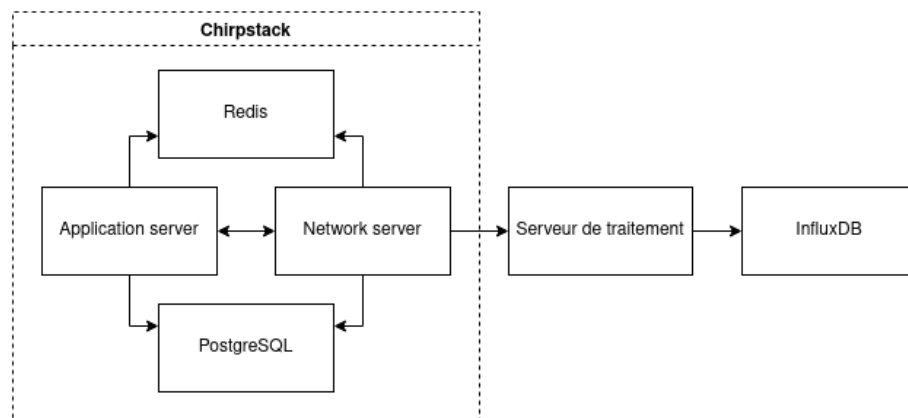 Chirpstack
Redis
Application server
Network server
Serveur de traitement
InfluxDB
PostgreSQL